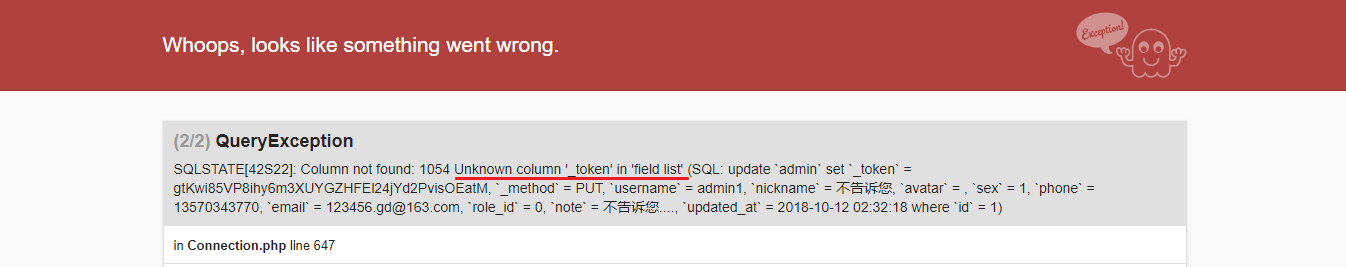 Whoops, looks like something went wrong.
Exception!
(2/2) QueryException
SQLSTATE[42S22]: Column not found: 1054 Unknown column '_token' in 'field list' (SQL: update `admin` set `_token` =
gtKwi85VP8ihy6m3XUYGZHFEI24jYd2PvisOEatM, `_method` = PUT, `username` = admin1, `nickname` = 不告诉您, `avatar` = , `sex` = 1, `phone` =
13570343770, `email` = 123456.gd@163.com, `role_id` = 0, `note` = 不告诉您...., `updated_at` = 2018-10-12 02:32:18 where `id` = 1)
in Connection.php line 647